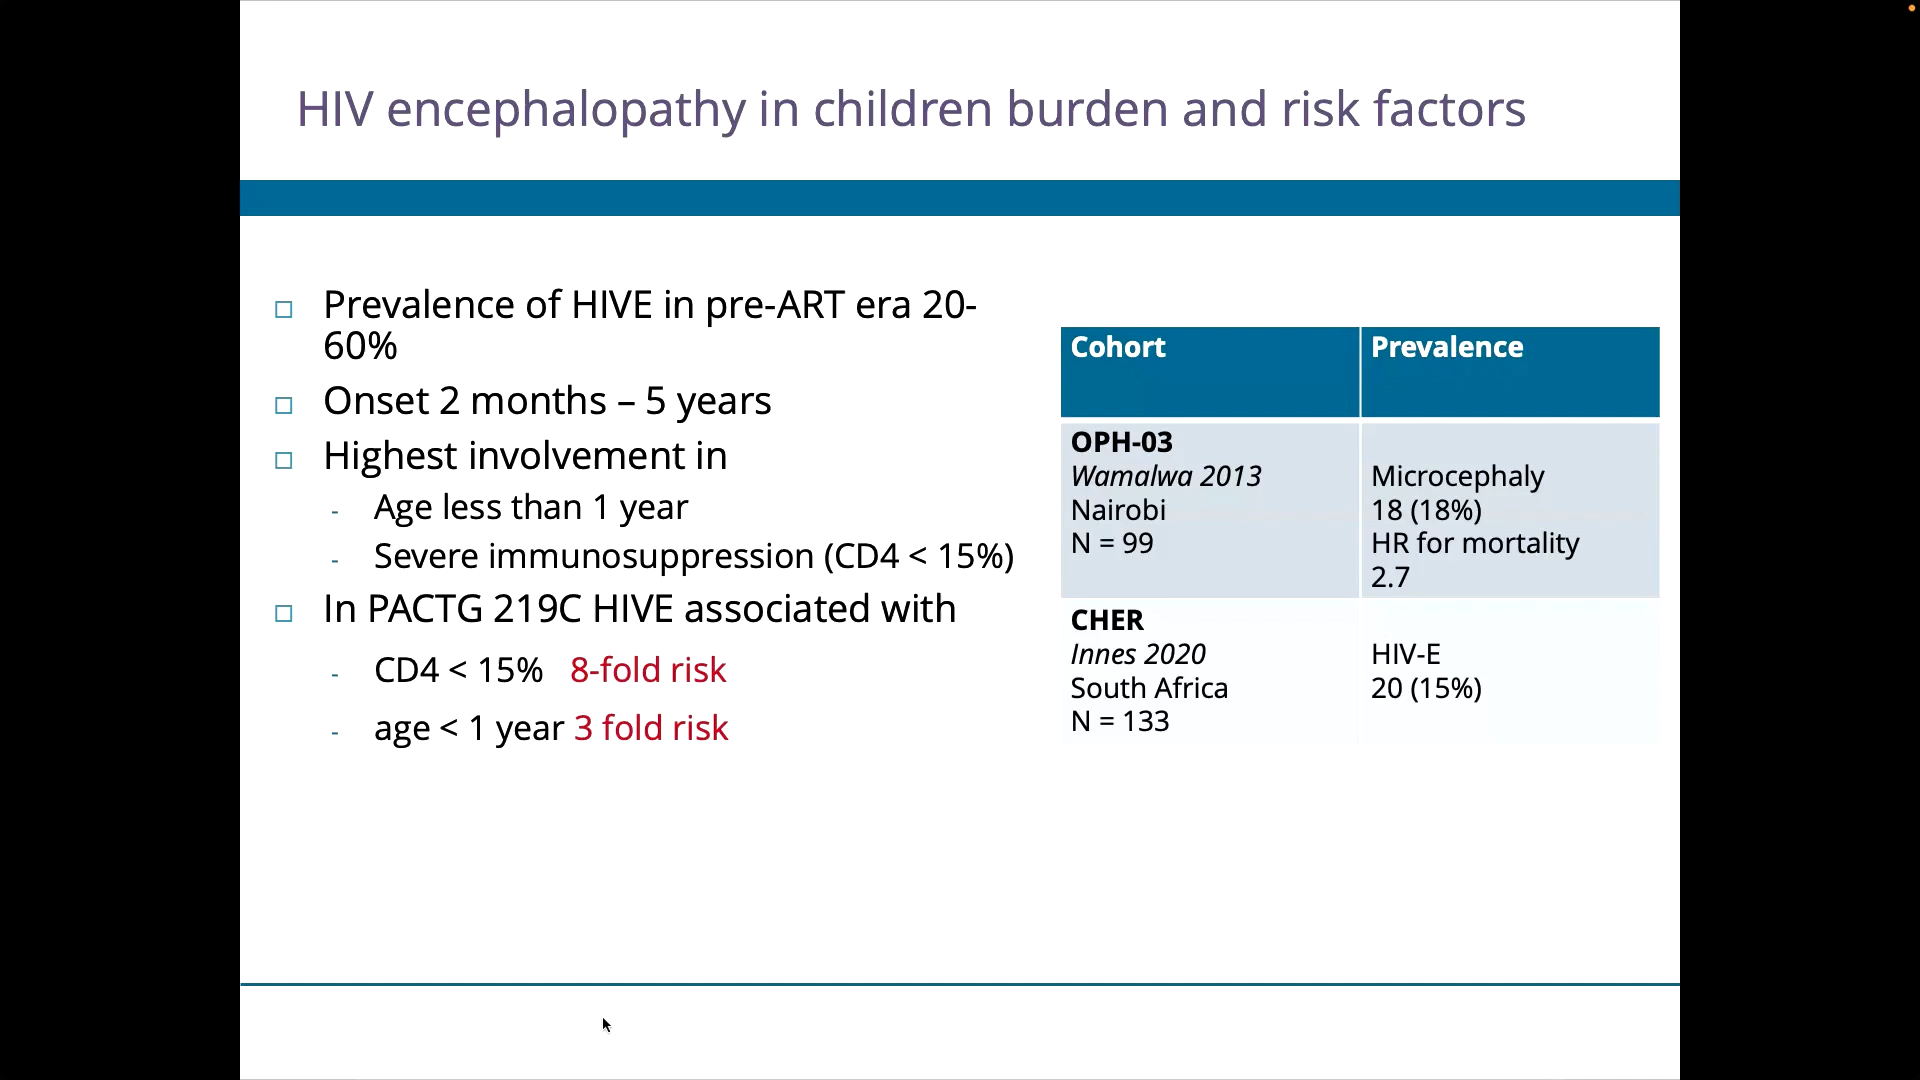 HIV encephalopathy in children burden and risk factors
Prevalence of HIVE in pre-ART era 20-
60%
Onset 2 months – 5 years
Highest involvement in
- Age less than 1 year
- Severe immunosuppression (CD4 < 15%)
In PACTG 219C HIVE associated with
- CD4 < 15% 8-fold risk
- age < 1 year 3 fold risk
Cohort Prevalence
OPH-03
Wamalwa 2013
Nairobi
N = 99
Microcephaly
18 (18%)
HR for mortality
2.7
CHER
Innes 2020
South Africa
N = 133
HIV-E
20 (15%)